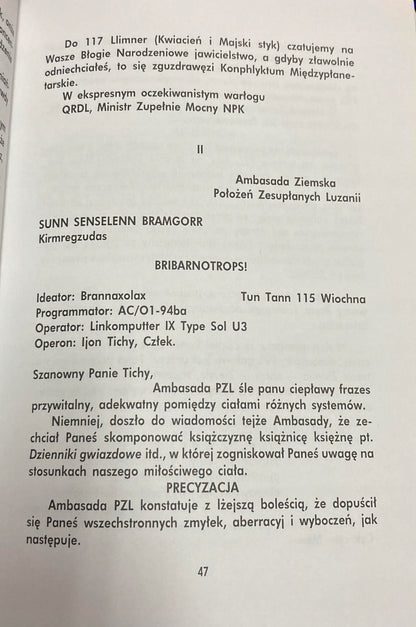 Do 117 Llimner (Kwiacień i Majski styk) czatujemy na
Wasze Błogie Narodzeniowe jawicielstwo, a gdyby zławolnie
odniechciałeś, to się zguzdrawęzi Konphlyktum Międzyplane-
tarskie.
W ekspresnym oczekiwanistym warłogu
QRDL, Ministr Zupełnie Mocny NPK
II
Ambasada Ziemska
Położeń Zesupłanych Luzanii
SUNN SENSELENN BRAMGORR
Kirmregzudas
BRIBARNOTROPS!
Ideator: Brannaxolax
Tun Tann 115 Wiochna
Programmator: AC/O1-94ba
Operator: Linkomputter IX Type Sol U3
Operon: Ijon Tichy, Człek.
Szanowny Panie Tichy,
Ambasada PZL śle panu ciepławy frazes
przywitalny, adekwatny pomiędzy ciałami różnych systemów.
Niemniej, doszło do wiadomości tejże Ambasady, że ze-
chciał Paneś skomponować książczyznę książnicę księżnę pt.
Dzienniki gwiazdowe itd., w której zogniskował Paneś uwagę na
stosunkach naszego miłościwego ciała.
PRECYZACJA
Ambasada PZL konstatuje z lżejszą boleścią, że dopuścił
się Paneś wszechstronnych zmyłek, aberracyj i wyboczeń, jak
następuje.
47